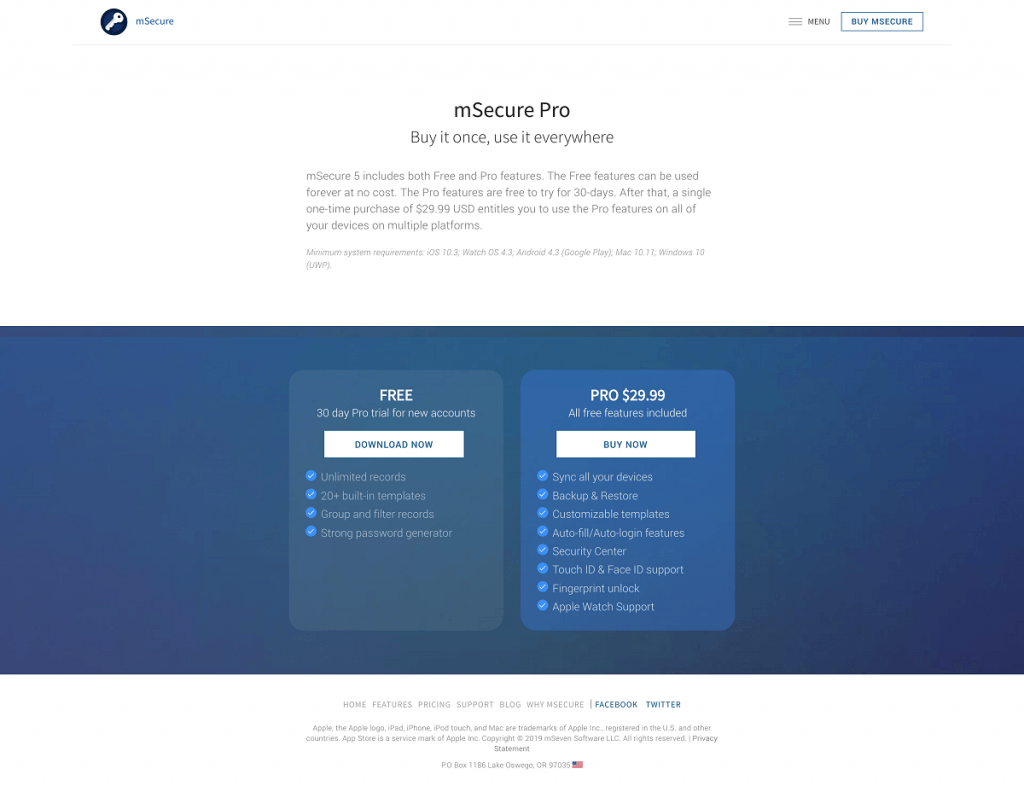 mSecure
MENU
BUY MSECURE
mSecure Pro
Buy it once, use it everywhere
mSecure 5 includes both Free and Pro features. The Free features can be used
forever at no cost. The Pro features are free to try for 30-days. After that, a single
one-time purchase of $29.99 USD entitles you to use the Pro features on all of
your devices on multiple platforms.
Minimum system requirements: iOS 10.3; Watch OS 4.3; Android 4.3 (Google Play); Mac 10.11; Windows 10
(UWP).
FREE
30 day Pro trial for new accounts
DOWNLOAD NOW
Unlimited records
20+ built-in templates
Group and filter records
Strong password generator
PRO $29.99
All free features included
BUY NOW
Sync all your devices
Backup & Restore
Customizable templates
Auto-fill/Auto-login features
Security Center
Touch ID & Face ID support
Fingerprint unlock
Apple Watch Support
HOME FEATURES PRICING SUPPORT BLOG WHY MSECURE | FACEBOOK TWITTER
Apple, the Apple logo, iPad, iPhone, iPod touch, and Mac are trademarks of Apple Inc., registered in the U.S. and other
countries. App Store is a service mark of Apple Inc. Copyright © 2019 mSeven Software LLC. All rights reserved. | Privacy
Statement
P.O Box 1186 Lake Oswego, OR 97035